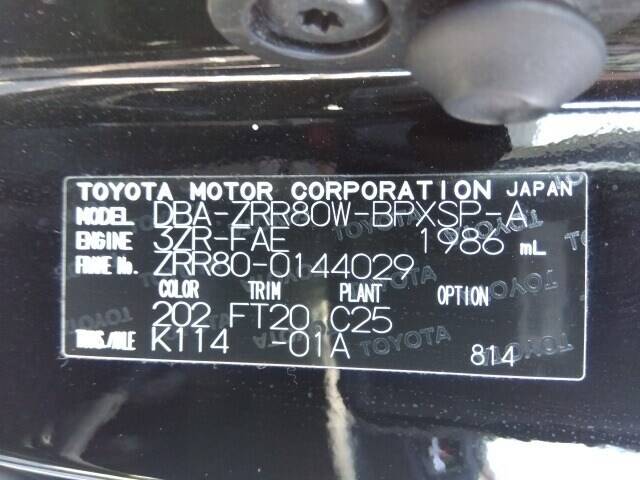 TOYOTA MOTOR CORPORATION JAPAN
MODEL DBA-ZRR80W-BPXSP-A
ENGINE 3ZR-FAE 1986 mL
FRAME No. ZRR80-0144029
COLOR TRIM PLANT OPTION
202 FT20 C25
TRANS./AXLE K114 -01A 814